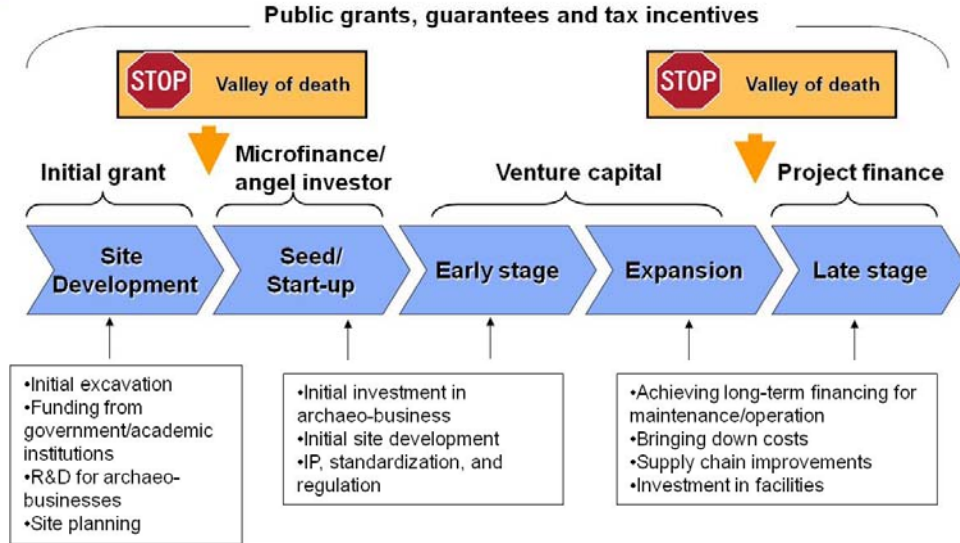 Public grants, guarantees and tax incentives
STOP
Valley of death
STOP
Valley of death
Initial grant
Microfinance/
angel investor
Venture capital
Project finance
Site
Development
Seed/
Start-up
Early stage
Expansion
Late stage
•Initial excavation
•Funding from
government/academic
institutions
•R&D for archaeo-
businesses
•Site planning
•Initial investment in
archaeo-business
•Initial site development
•IP, standardization, and
regulation
•Achieving long-term financing for
maintenance/operation
•Bringing down costs
•Supply chain improvements
•Investment in facilities